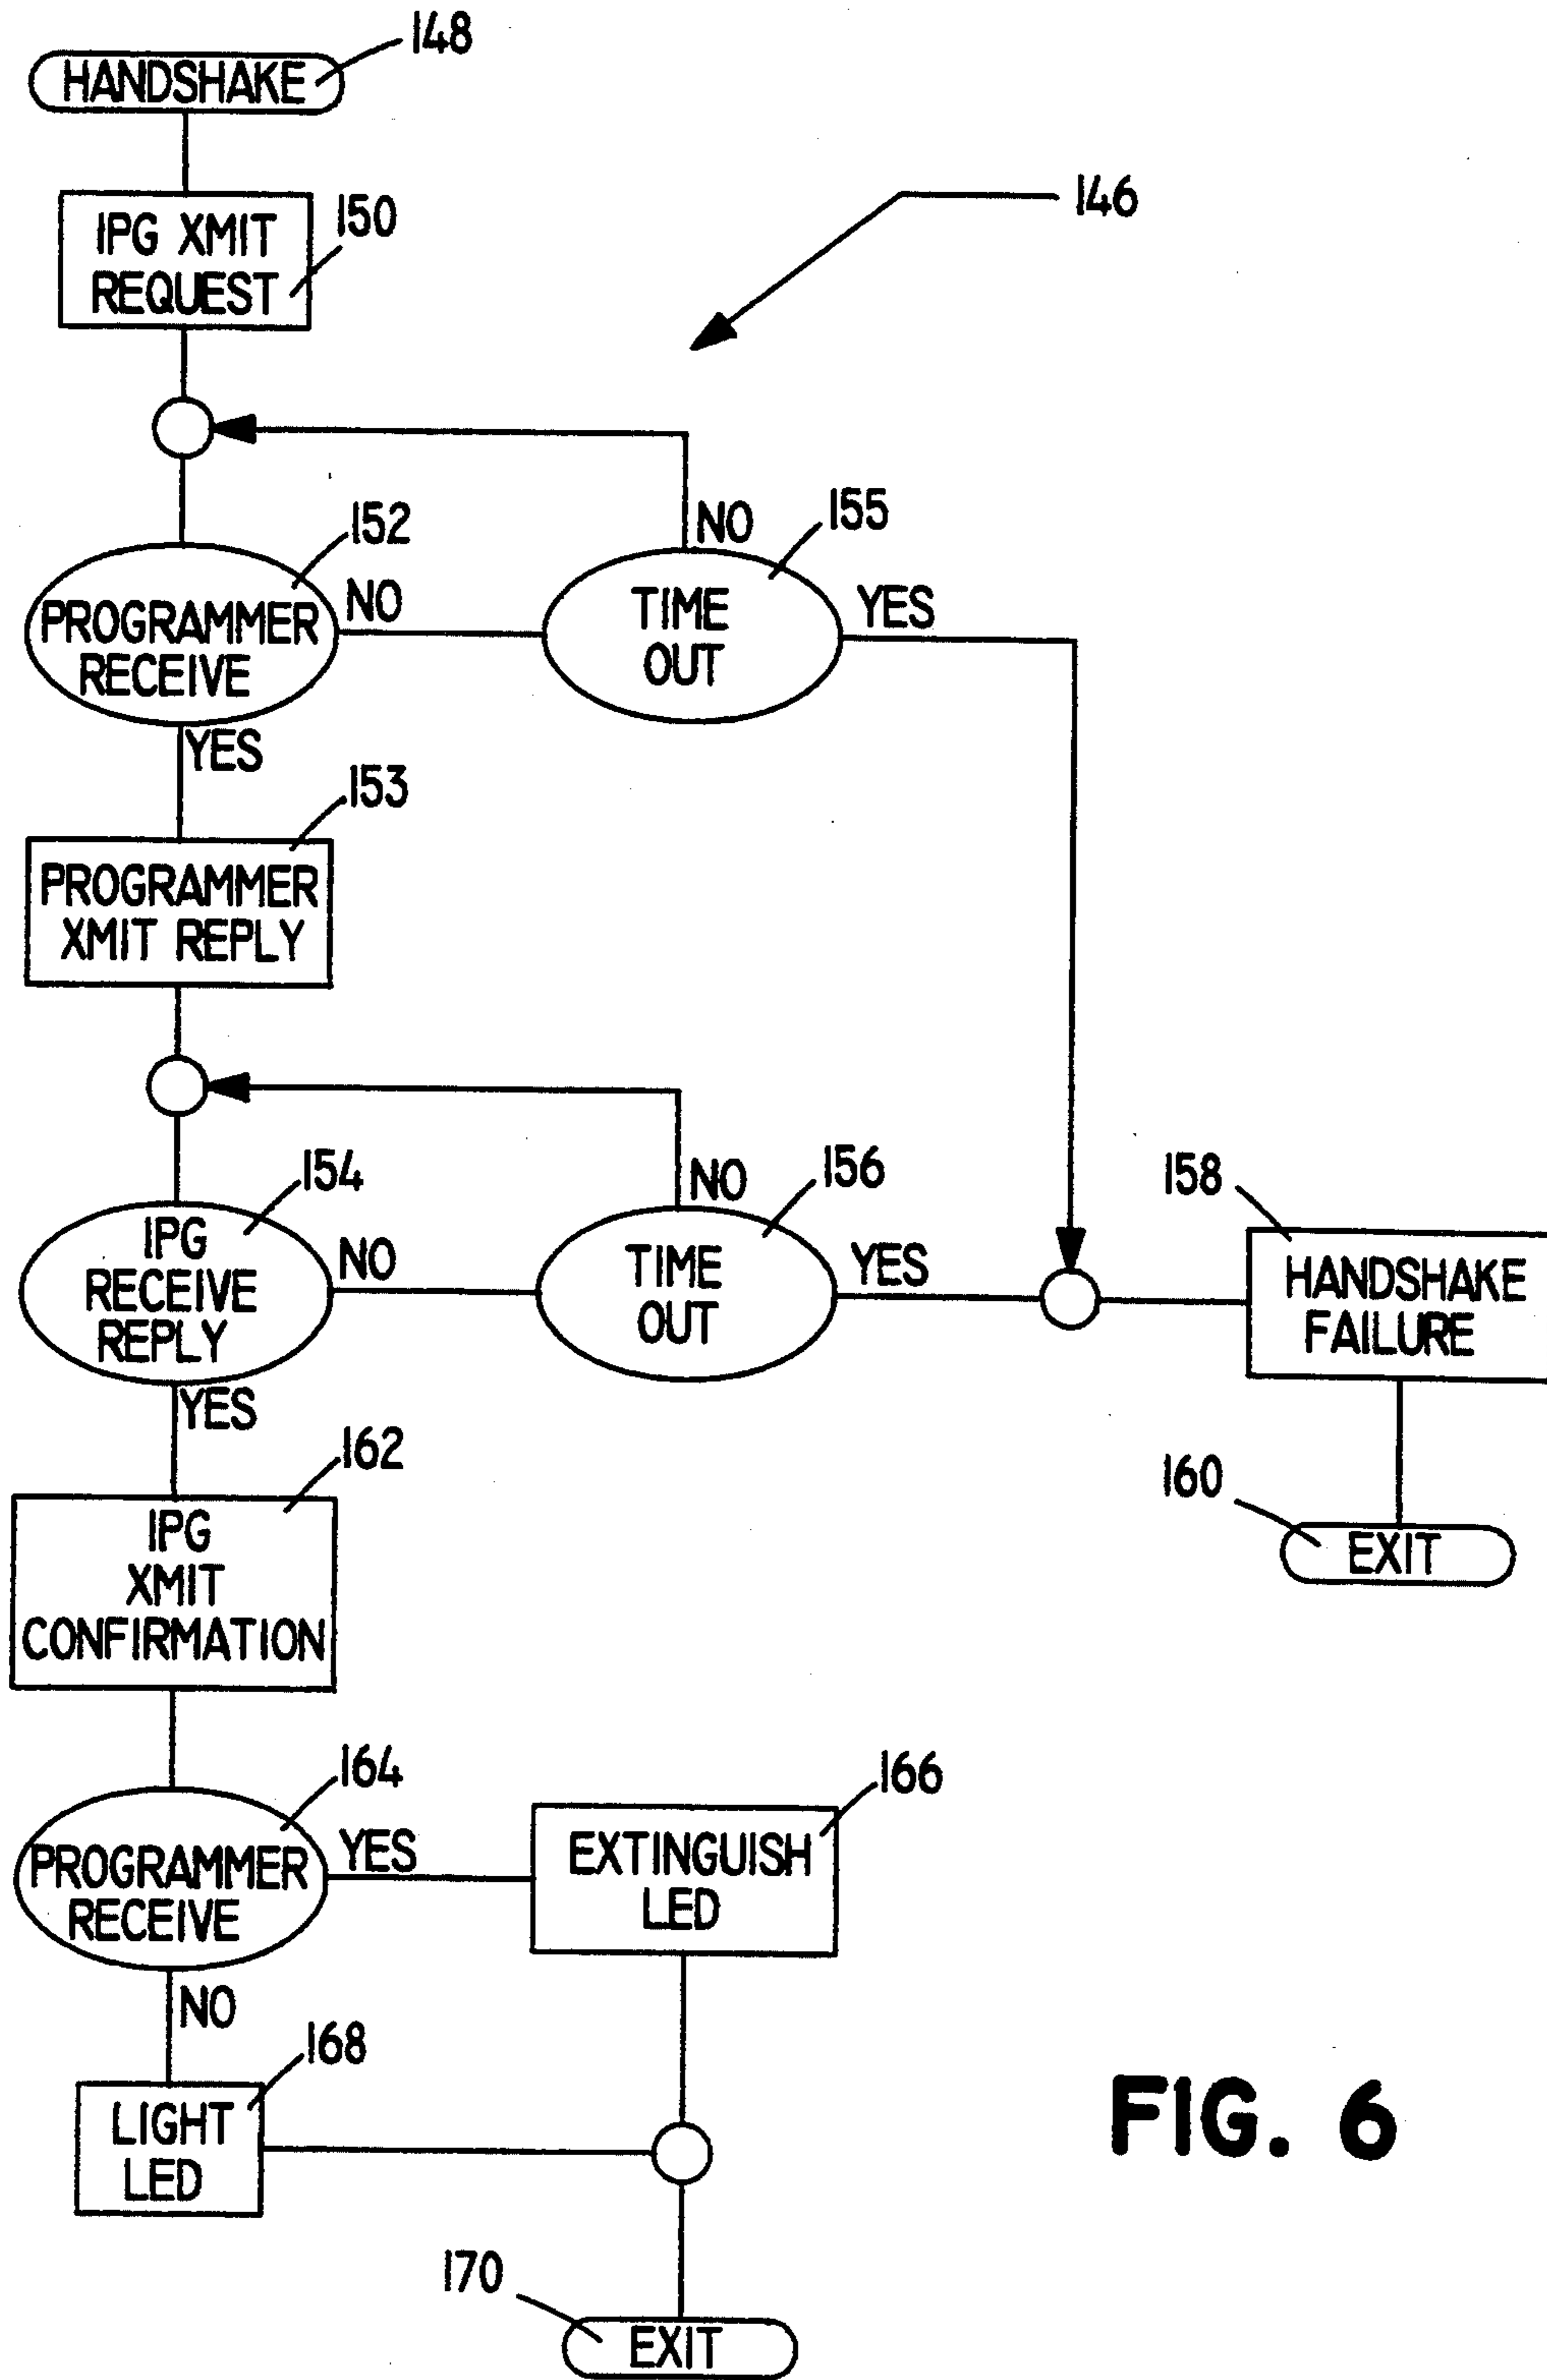 148
HANDSHAKE
146
150
IPG XMIT
REQUEST
152
NO
155
PROGRAMMER
RECEIVE
NO
TIME
OUT
YES
YES
153
PROGRAMMER
XMIT REPLY
154
NO
156
158
IPG
RECEIVE
REPLY
NO
TIME
OUT
YES
HANDSHAKE
FAILURE
YES
162
160
EXIT
IPG
XMIT
CONFIRMATION
164
166
PROGRAMMER
RECEIVE
YES
EXTINGUISH
LED
NO
168
LIGHT
LED
FIG. 6
170
EXIT